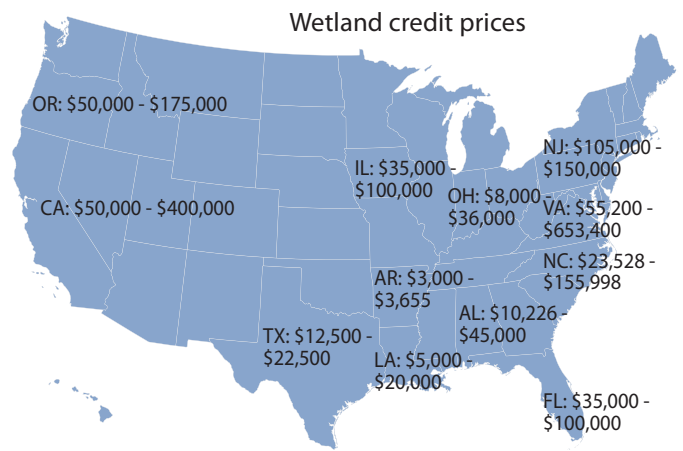 Wetland credit prices
OR: $50,000 - $175,000
NJ: $105,000 -
$150,000
IL: $35,000 -
$100,000
OH: $8,000 -
$36,000
CA: $50,000 - $400,000
VA: $55,200 -
$653,400
NC: $23,528 -
$155,998
AR: $3,000 -
$3,655
AL: $10,226 -
$45,000
TX: $12,500 -
$22,500
LA: $5,000 -
$20,000
FL: $35,000 -
$100,000